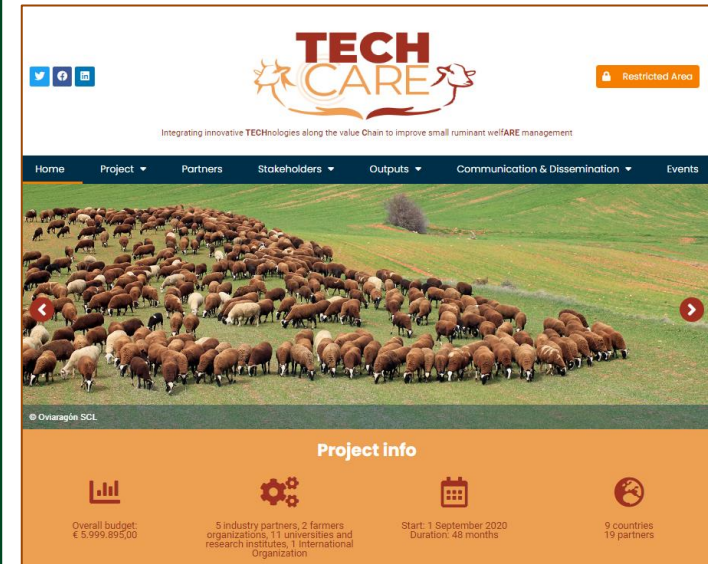 TECH
CARE
Restricted Area
Integrating innovative TECHnologies along the value Chain to improve small ruminant welfARE management
Home Project Partners Stakeholders Outputs Communication & Dissemination Events
© Oviaragón SCL
Project info
Overall budget:
€ 5.999.895,00
5 industry partners, 2 farmers
organizations, 11 universities and
research institutes, 1 International
Organization
Start: 1 September 2020
Duration: 48 months
9 countries
19 partners